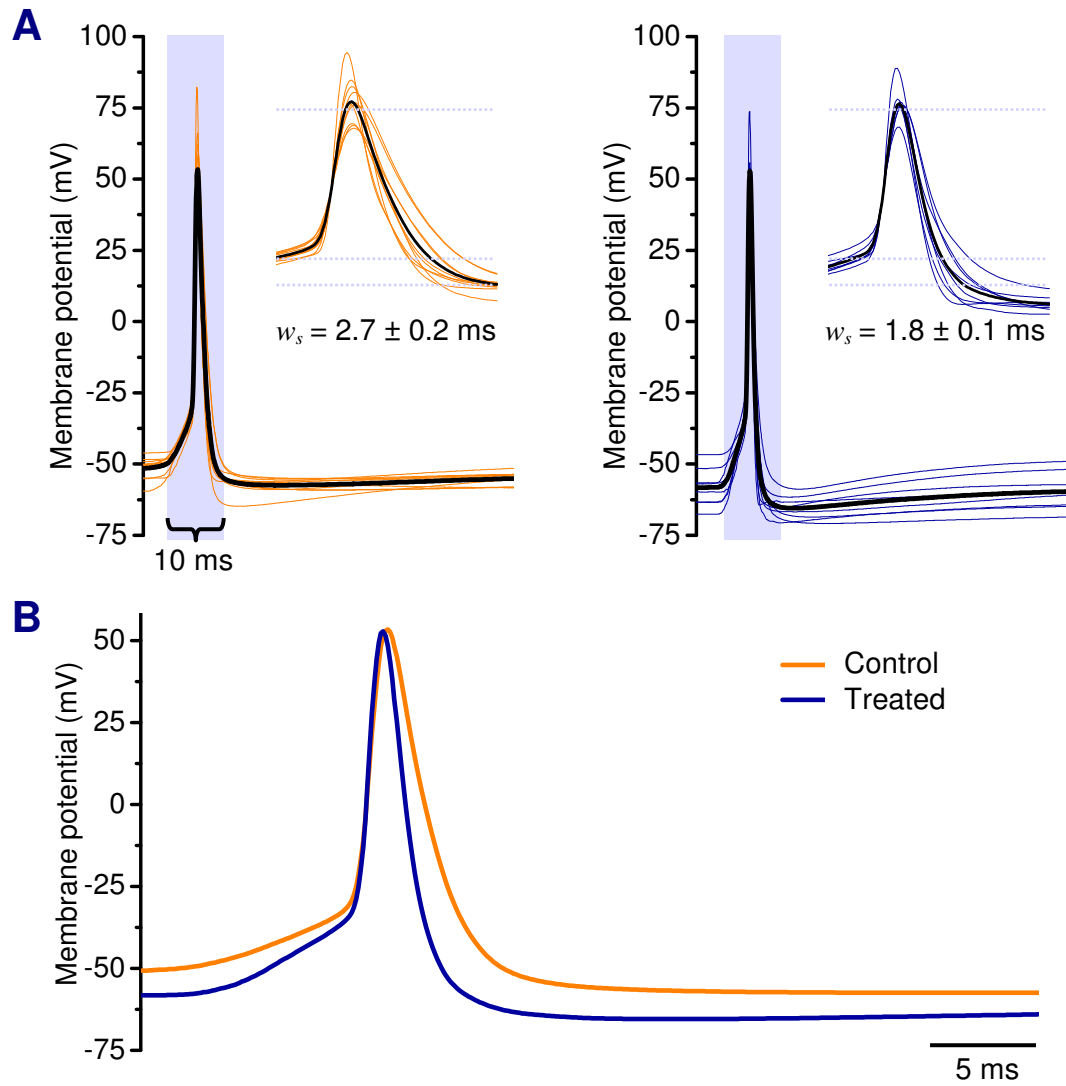 A
Membrane potential (mV)
100
75
50
25
0
-25
-50
-75
w_s = 2.7 ± 0.2 ms
10 ms
Membrane potential (mV)
100
75
50
25
0
-25
-50
-75
w_s = 1.8 ± 0.1 ms
B
Membrane potential (mV)
50
25
0
-25
-50
-75
Control
Treated
5 ms